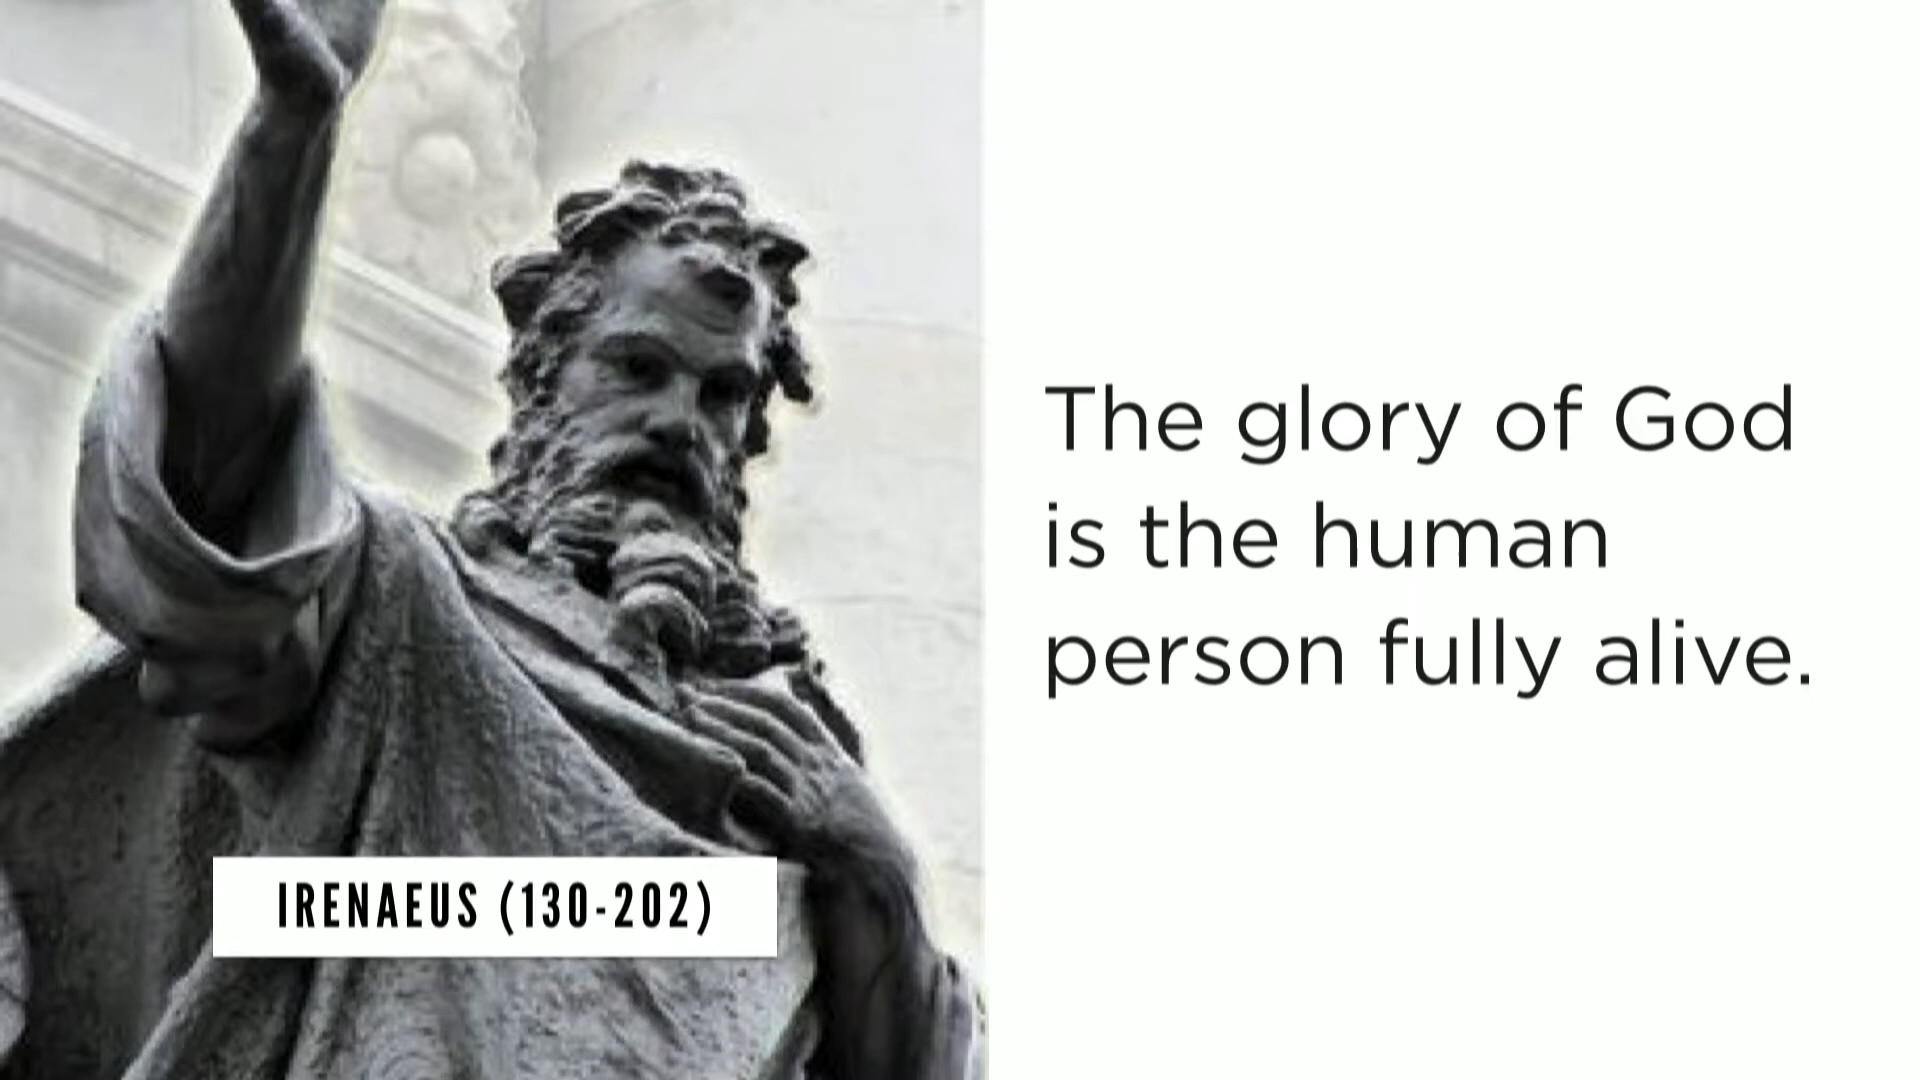 The glory of God
is the human
person fully alive.
IRENAEUS (130-202)